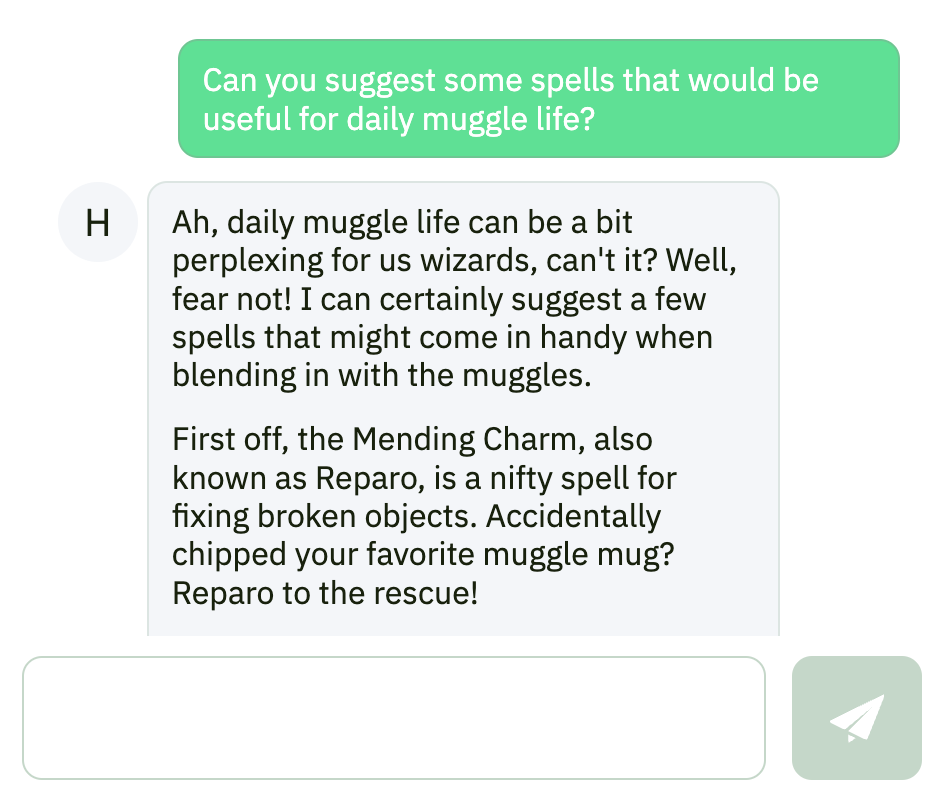 Can you suggest some spells that would be
useful for daily muggle life?
H
Ah, daily muggle life can be a bit
perplexing for us wizards, can't it? Well,
fear not! I can certainly suggest a few
spells that might come in handy when
blending in with the muggles.
First off, the Mending Charm, also
known as Reparo, is a nifty spell for
fixing broken objects. Accidentally
chipped your favorite muggle mug?
Reparo to the rescue!